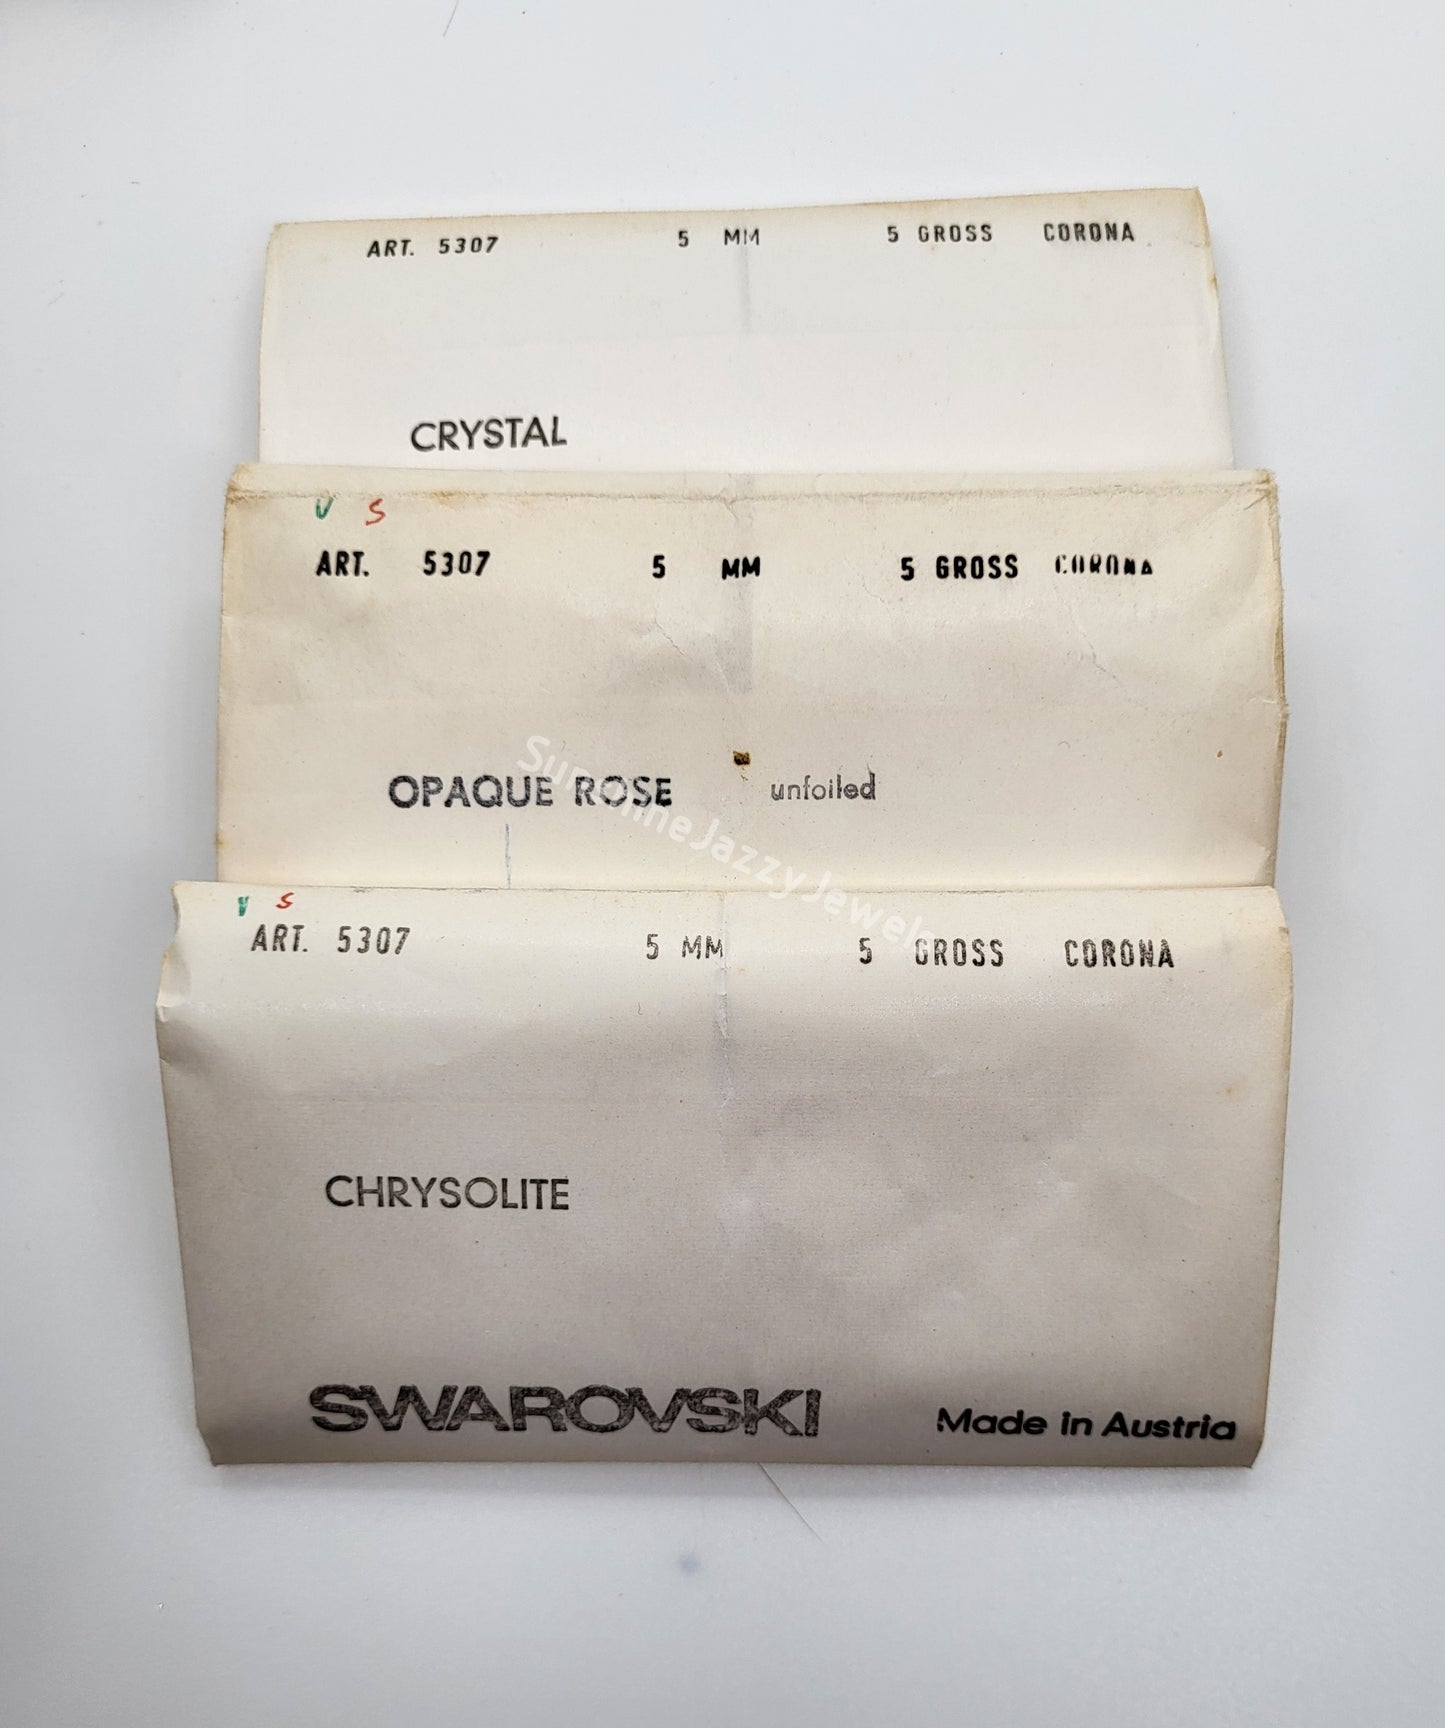 ART. 5307 5 MM 5 GROSS CORONA
CRYSTAL
V S
ART. 5307 5 MM 5 GROSS CORONA
OPAQUE ROSE unfoiled
V S
ART. 5307 5 MM 5 GROSS CORONA
CHRYSOLITE
SWAROVSKI Made in Austria